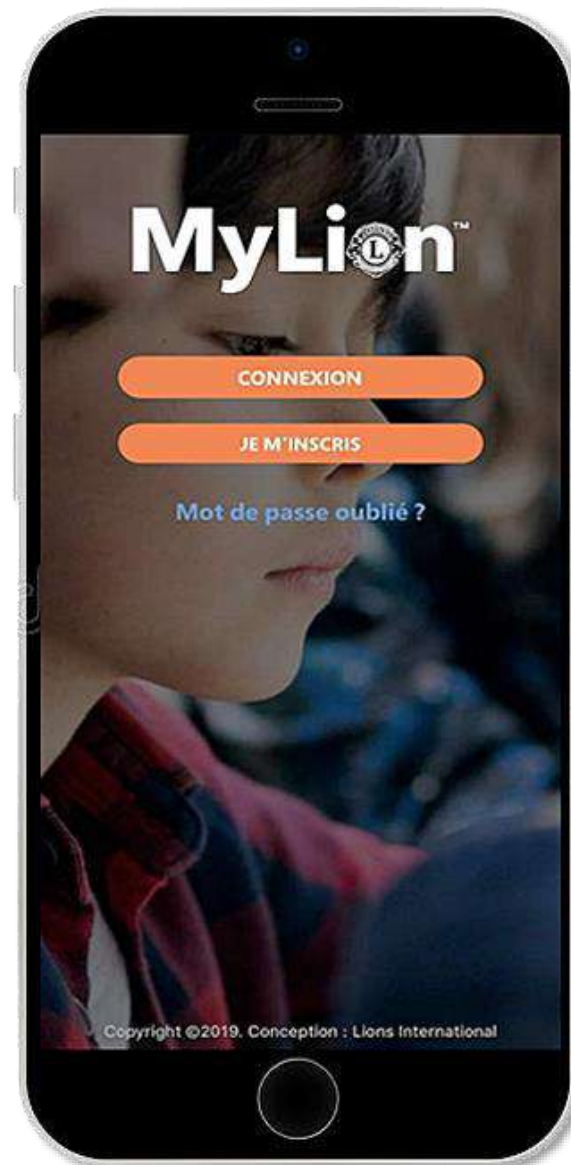 MyLion™
CONNEXION
JE M'INSCRIS
Mot de passe oublié ?
Copyright ©2019. Conception : Lions International